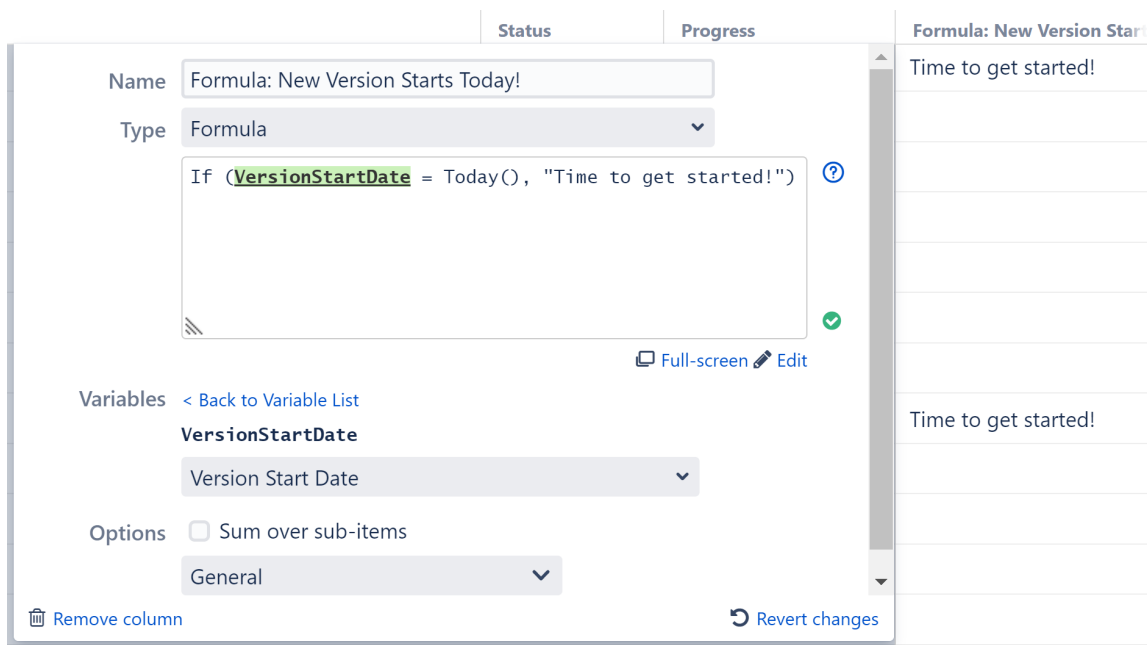 Status Progress Formula: New Version Star
Name Formula: New Version Starts Today!
Time to get started!
Type Formula
If (VersionStartDate = Today(), "Time to get started!")
Full-screen Edit
Variables < Back to Variable List
Time to get started!
VersionStartDate
Version Start Date
Options Sum over sub-items
General
Remove column Revert changes